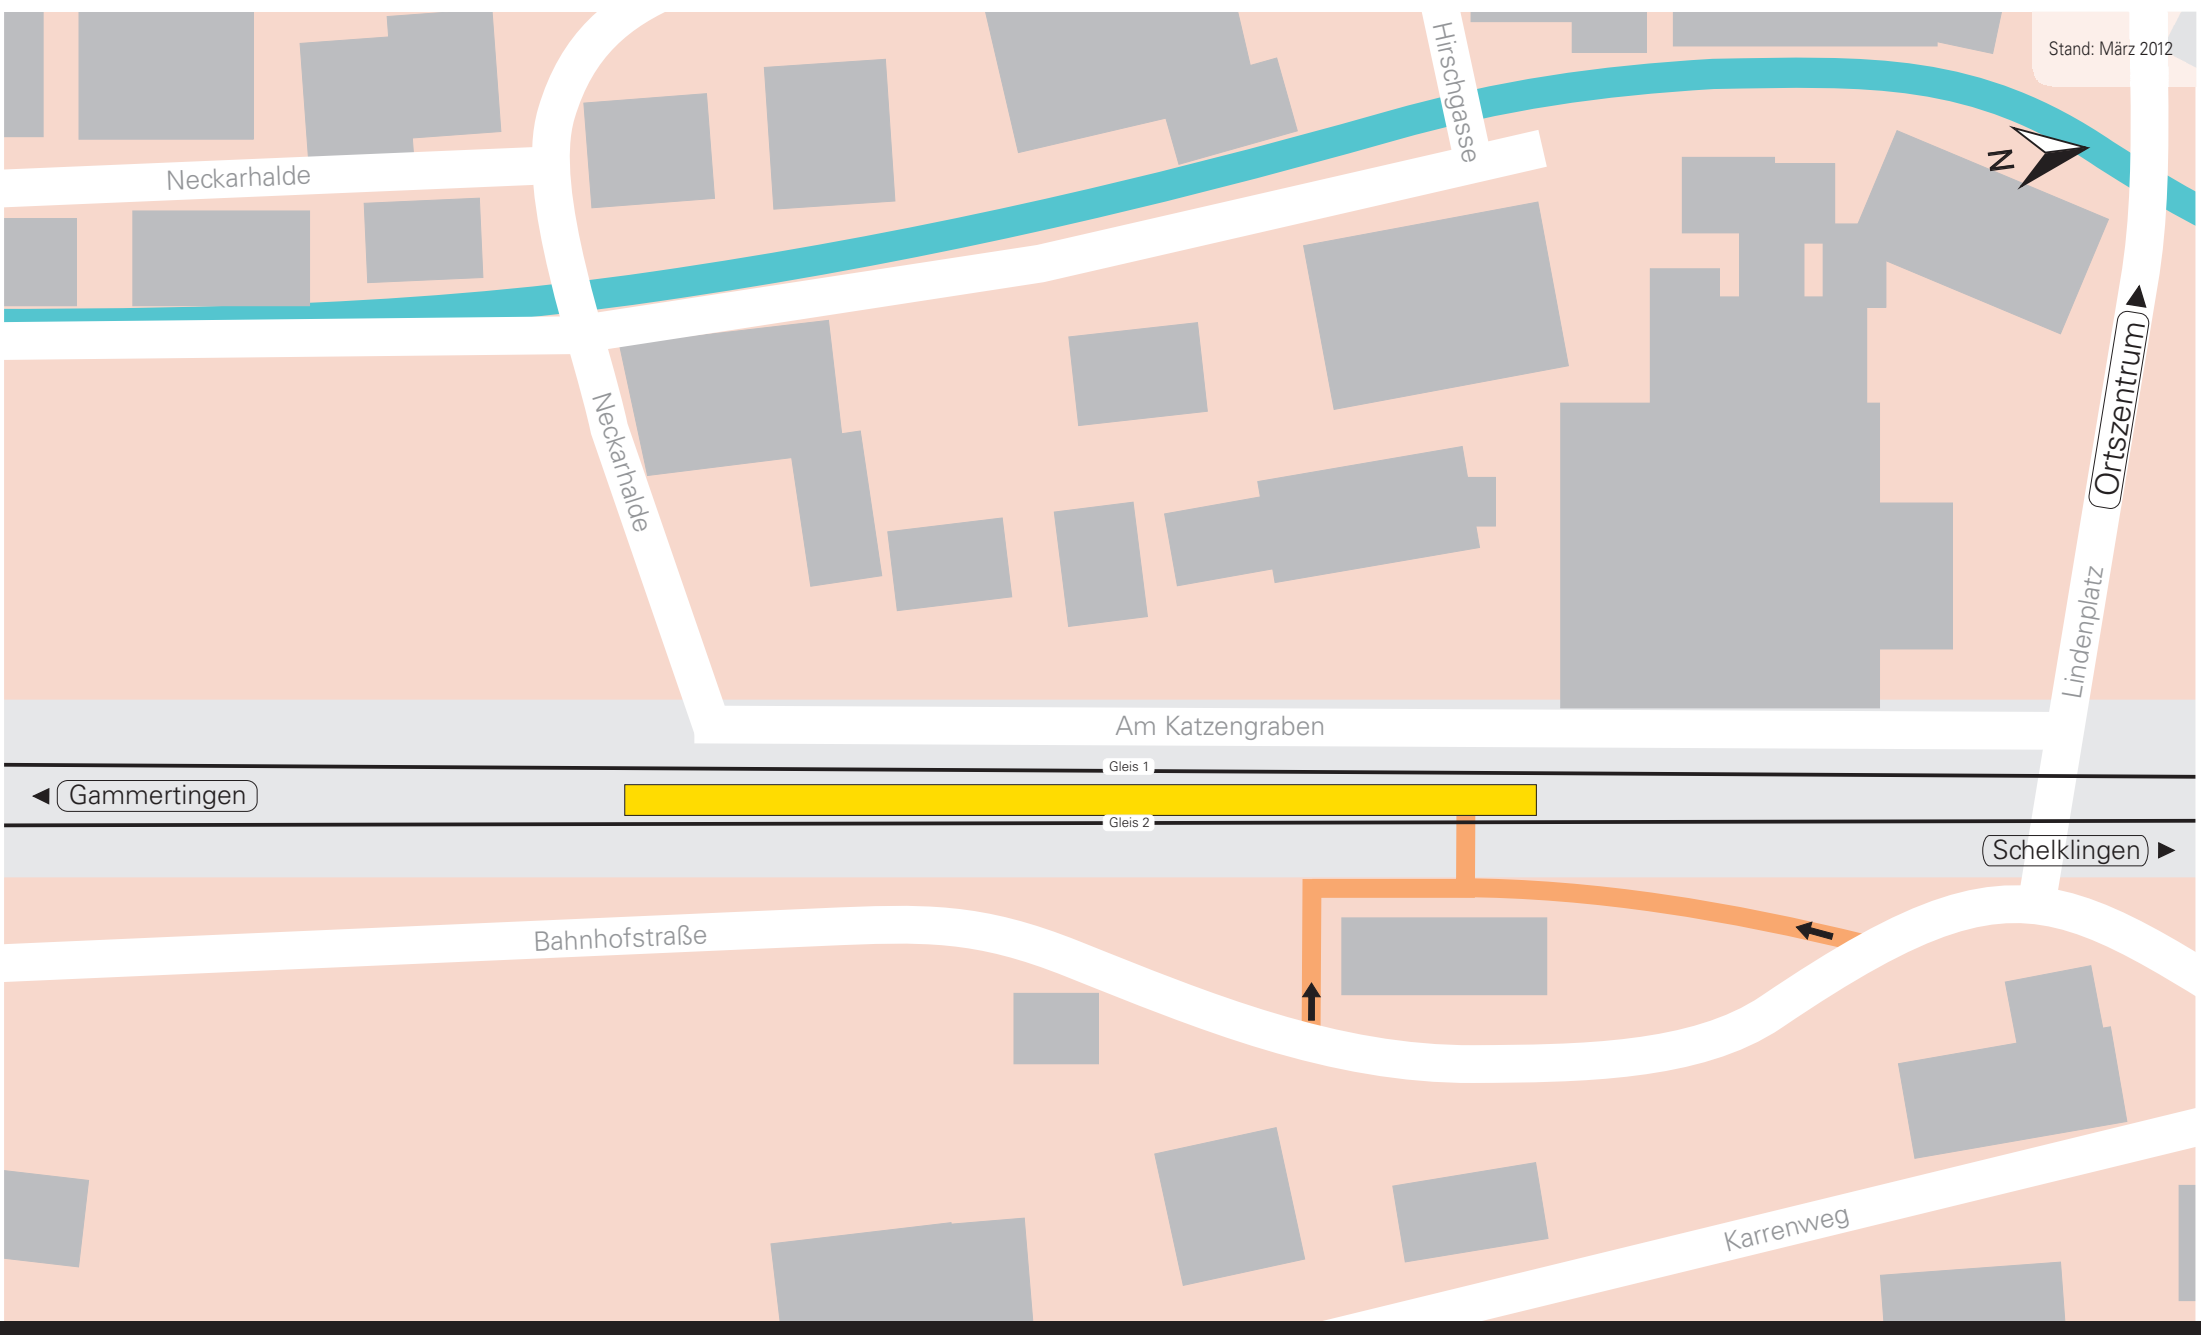 Hirschgasse
Stand: März 2012
N
Neckarhalde
Ortszentrum
Neckarhalde
Lindenplatz
Am Katzengraben
Gleis 1
Gammertingen
Gleis 2
Schelklingen
Bahnhofstraße
Karrenweg